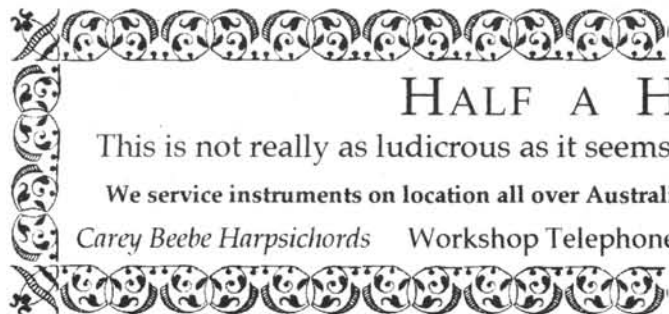 HALF A H
This is not really as ludicrous as it seems
We service instruments on location all over Australi
Carey Beebe Harpsichords Workshop Telephone